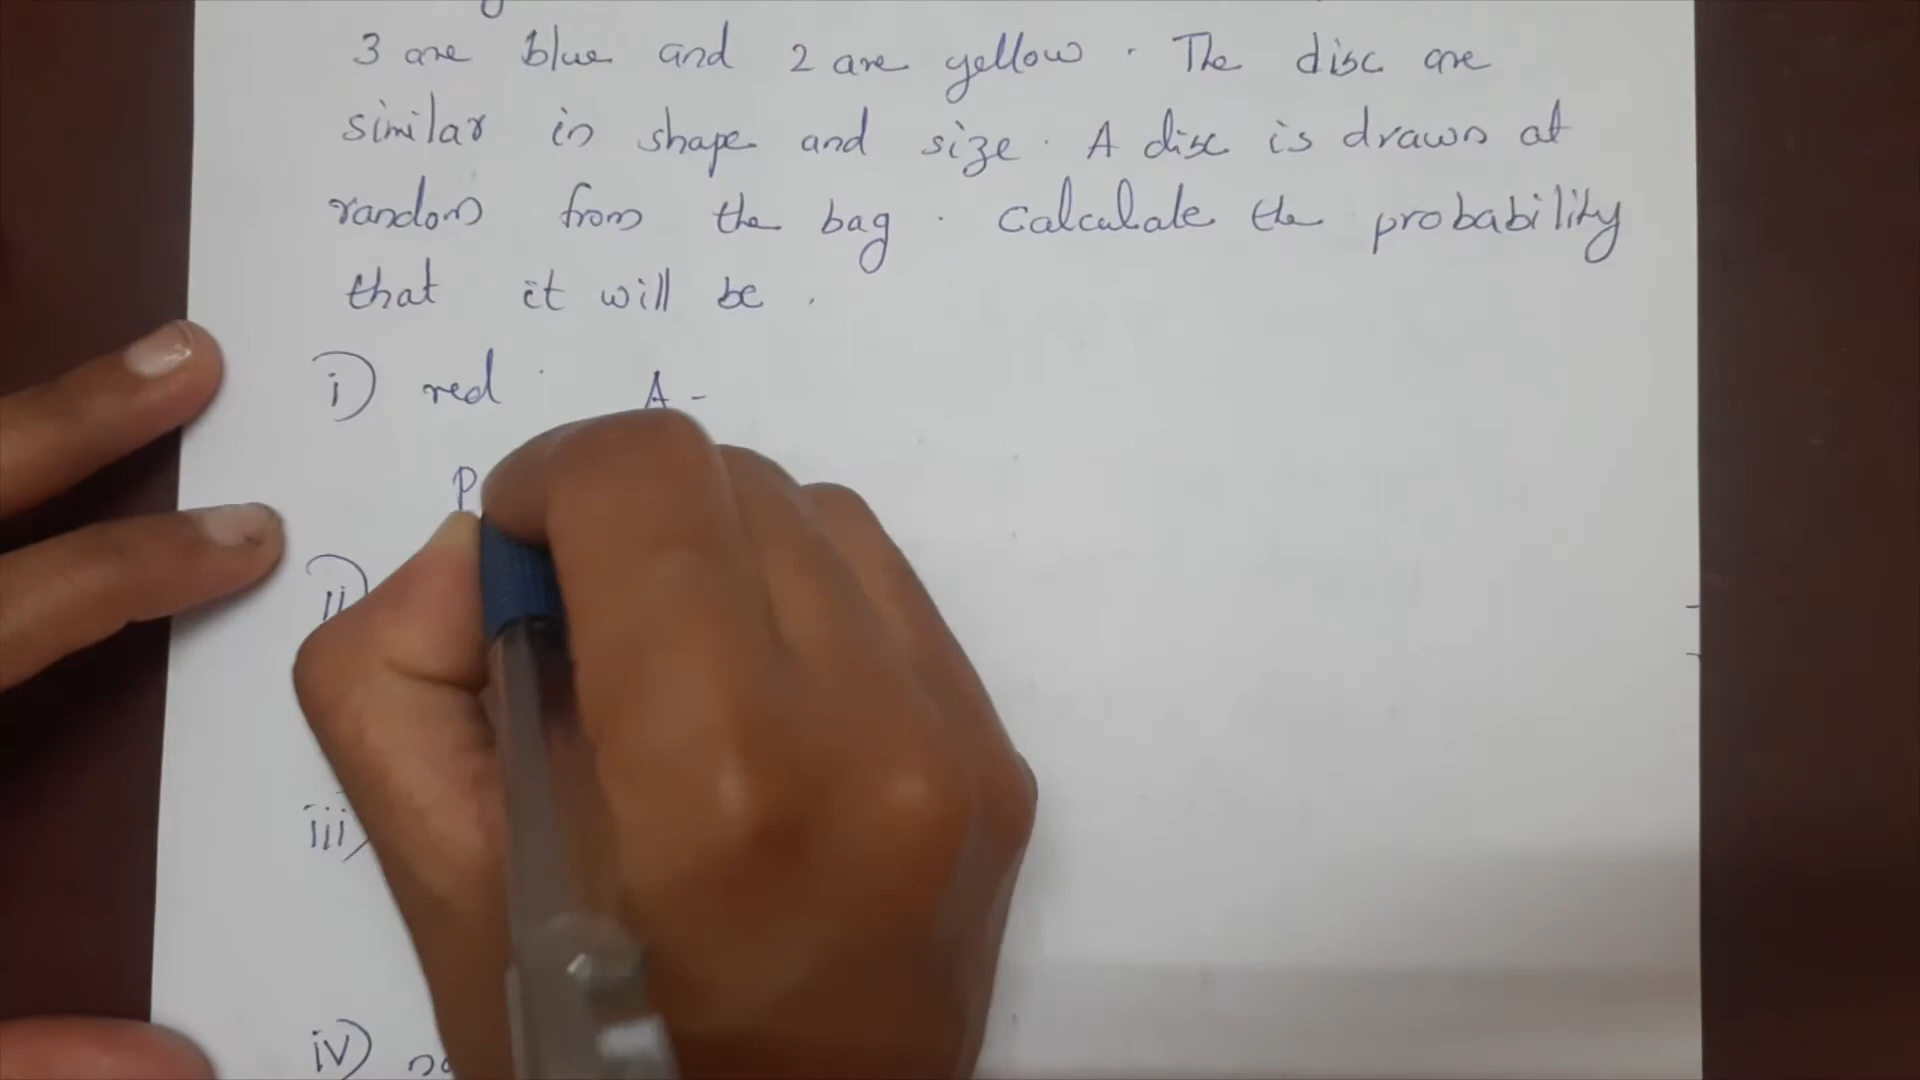 3 are blue and 2 are yellow . The disc are
similar in shape and size . A disc is drawn at
random from the bag . Calculate the probability
that it will be .
i) red . A -
P
ii)
iii)
iv)